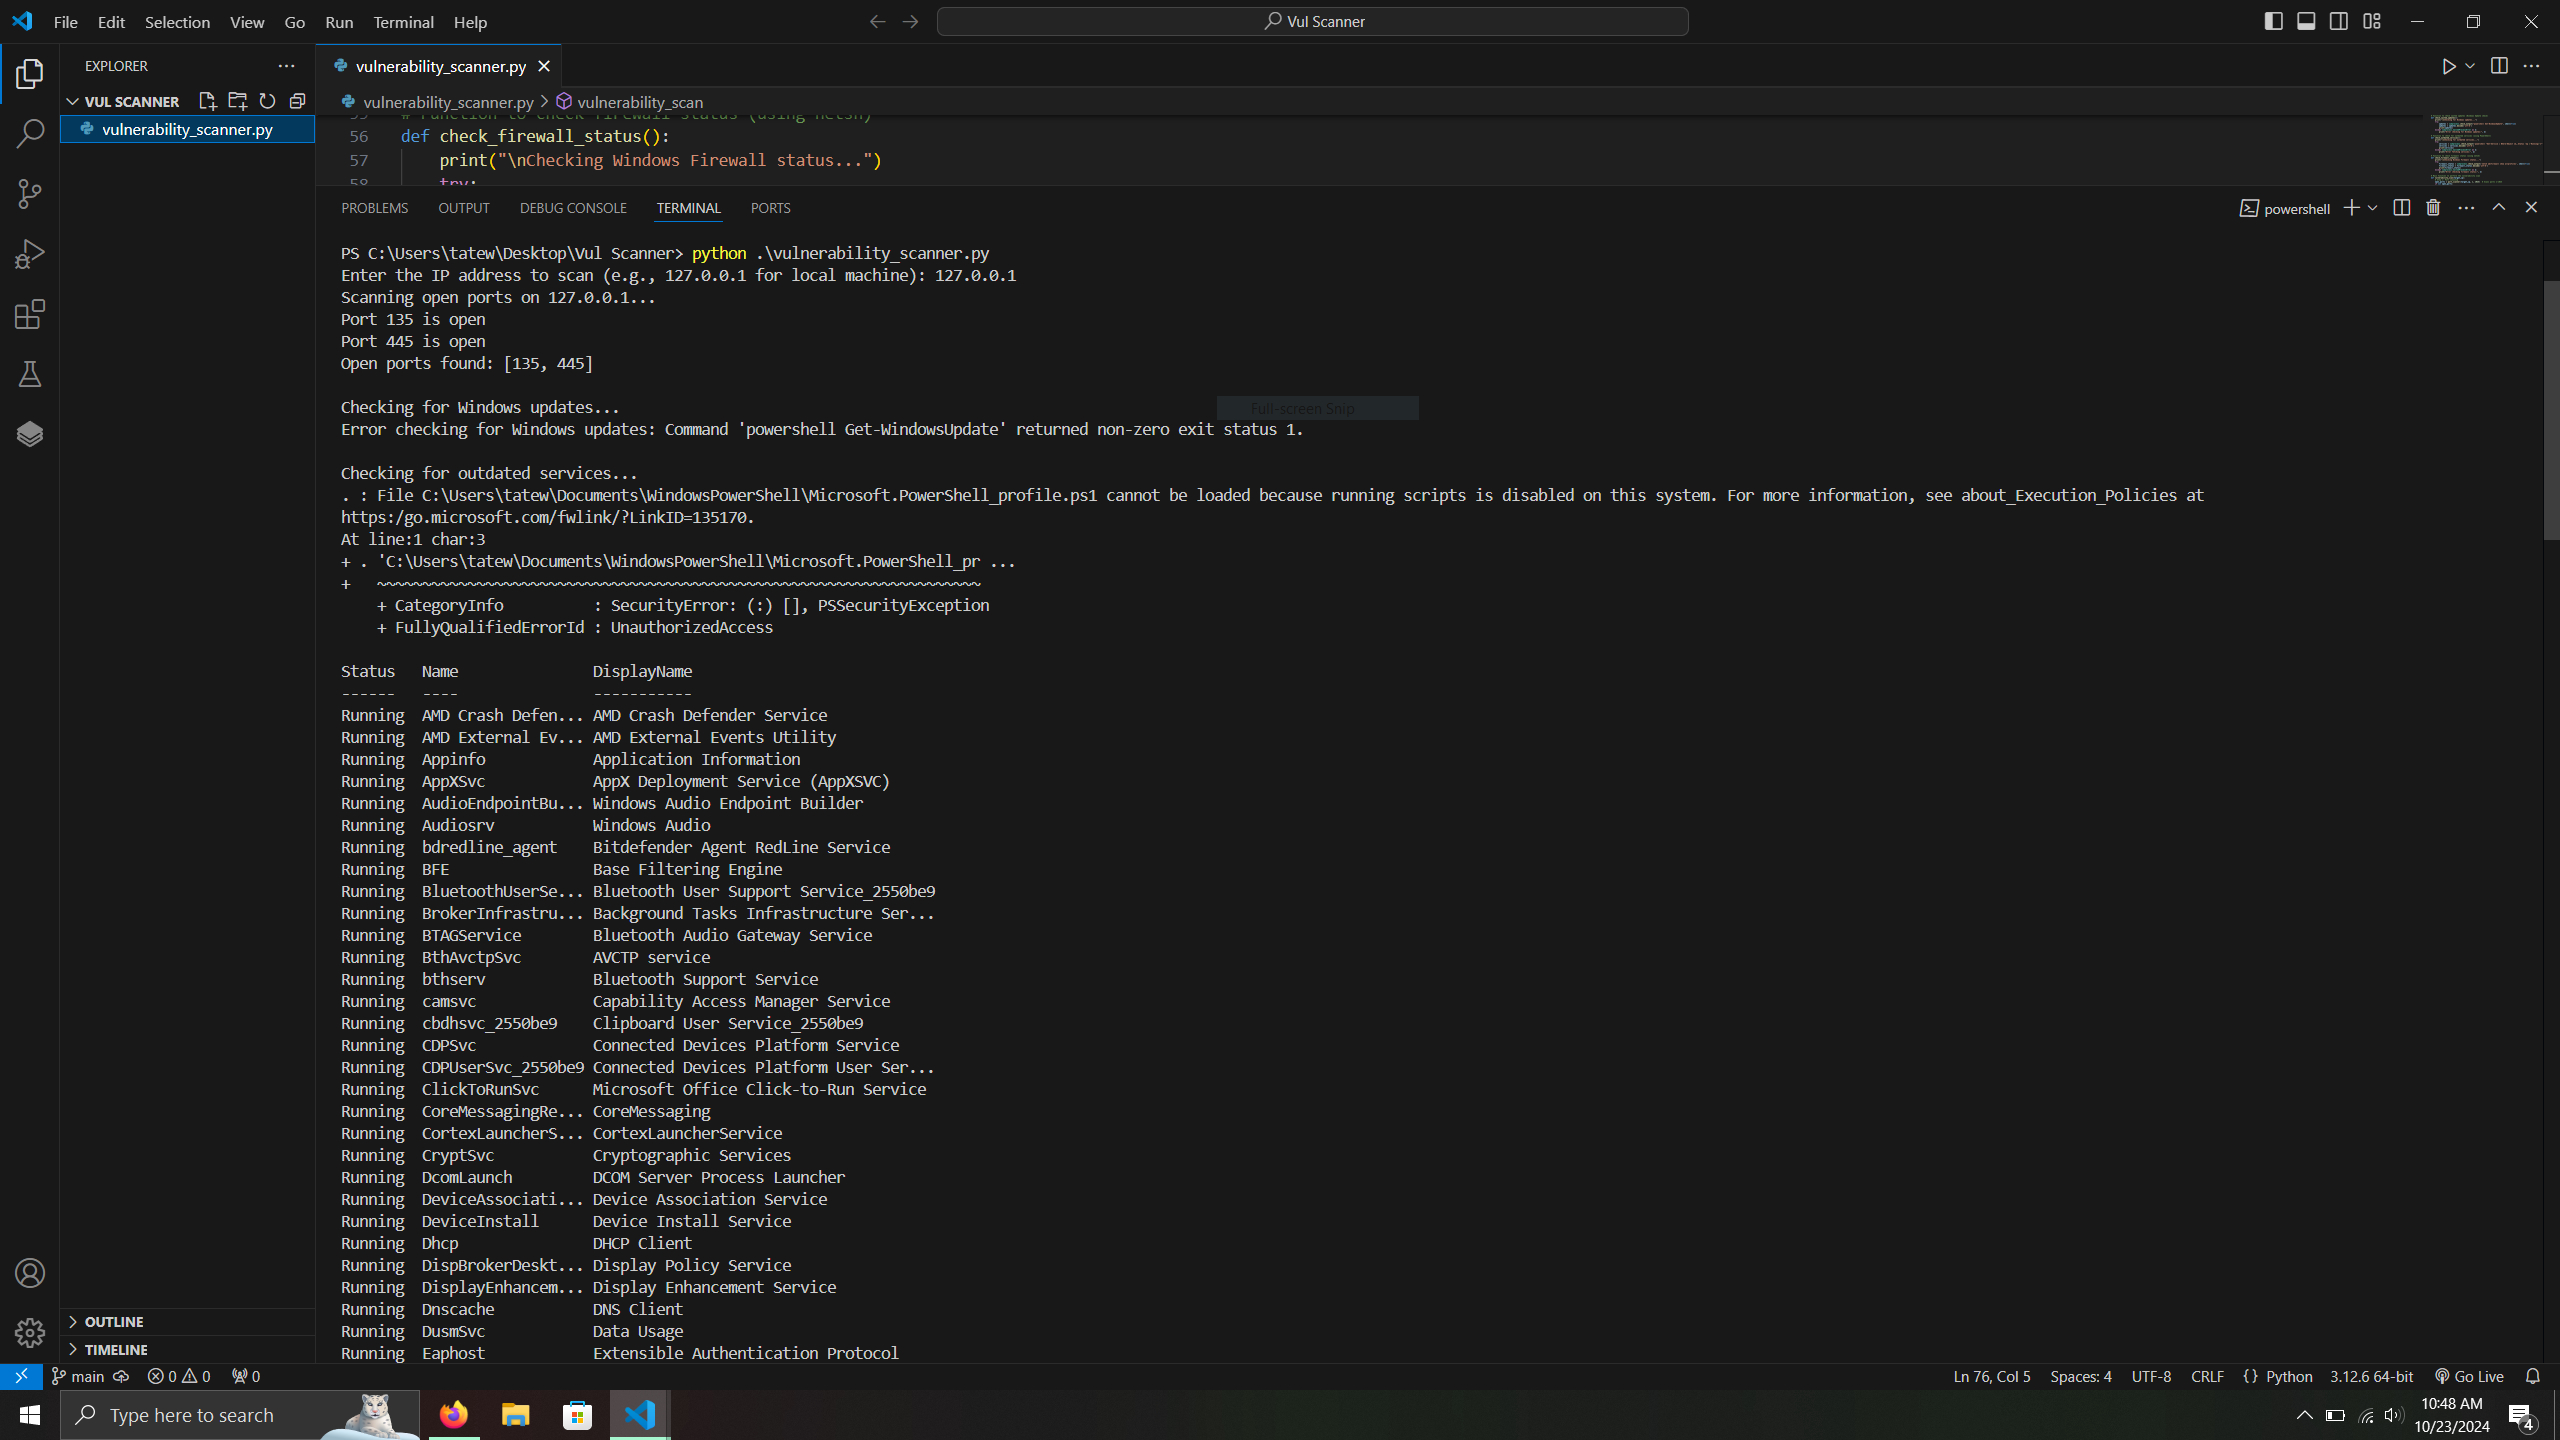 File Edit Selection View Go Run Terminal Help
Vul Scanner
EXPLORER
VUL SCANNER
vulnerability_scanner.py
OUTLINE
TIMELINE
vulnerability_scanner.py
vulnerability_scanner.py > vulnerability_scan
55 # Function to check firewall status (using netsh)
56 def check_firewall_status():
57 print("\nChecking Windows Firewall status...")
58 try:
PROBLEMS OUTPUT DEBUG CONSOLE TERMINAL PORTS
powershell
PS C:\Users\tatew\Desktop\Vul Scanner> python .\vulnerability_scanner.py
Enter the IP address to scan (e.g., 127.0.0.1 for local machine): 127.0.0.1
Scanning open ports on 127.0.0.1...
Port 135 is open
Port 445 is open
Open ports found: [135, 445]
Checking for Windows updates...
Full-screen Snip
Error checking for Windows updates: Command 'powershell Get-WindowsUpdate' returned non-zero exit status 1.
Checking for outdated services...
. : File C:\Users\tatew\Documents\WindowsPowerShell\Microsoft.PowerShell_profile.ps1 cannot be loaded because running scripts is disabled on this system. For more information, see about_Execution_Policies at
https:/go.microsoft.com/fwlink/?LinkID=135170.
At line:1 char:3
+ . 'C:\Users\tatew\Documents\WindowsPowerShell\Microsoft.PowerShell_pr ...
+   ~~~~~~~~~~~~~~~~~~~~~~~~~~~~~~~~~~~~~~~~~~~~~~~~~~~~~~~~~~~~~~~~~~~
+ CategoryInfo          : SecurityError: (:) [], PSSecurityException
+ FullyQualifiedErrorId : UnauthorizedAccess
Status   Name               DisplayName
------   ----               -----------
Running  AMD Crash Defen... AMD Crash Defender Service
Running  AMD External Ev... AMD External Events Utility
Running  Appinfo            Application Information
Running  AppXSvc            AppX Deployment Service (AppXSVC)
Running  AudioEndpointBu... Windows Audio Endpoint Builder
Running  Audiosrv           Windows Audio
Running  bdredline_agent    Bitdefender Agent RedLine Service
Running  BFE                Base Filtering Engine
Running  BluetoothUserSe... Bluetooth User Support Service_2550be9
Running  BrokerInfrastru... Background Tasks Infrastructure Ser...
Running  BTAGService        Bluetooth Audio Gateway Service
Running  BthAvctpSvc        AVCTP service
Running  bthserv            Bluetooth Support Service
Running  camsvc             Capability Access Manager Service
Running  cbdhsvc_2550be9    Clipboard User Service_2550be9
Running  CDPSvc             Connected Devices Platform Service
Running  CDPUserSvc_2550be9 Connected Devices Platform User Ser...
Running  ClickToRunSvc      Microsoft Office Click-to-Run Service
Running  CoreMessagingRe... CoreMessaging
Running  CortexLauncherS... CortexLauncherService
Running  CryptSvc           Cryptographic Services
Running  DcomLaunch         DCOM Server Process Launcher
Running  DeviceAssociati... Device Association Service
Running  DeviceInstall      Device Install Service
Running  Dhcp               DHCP Client
Running  DispBrokerDeskt... Display Policy Service
Running  DisplayEnhancem... Display Enhancement Service
Running  Dnscache           DNS Client
Running  DusmSvc            Data Usage
Running  Eaphost            Extensible Authentication Protocol
main 0 0 0 Ln 76, Col 5 Spaces: 4 UTF-8 CRLF {} Python 3.12.6 64-bit Go Live
Type here to search
10:48 AM
10/23/2024
4